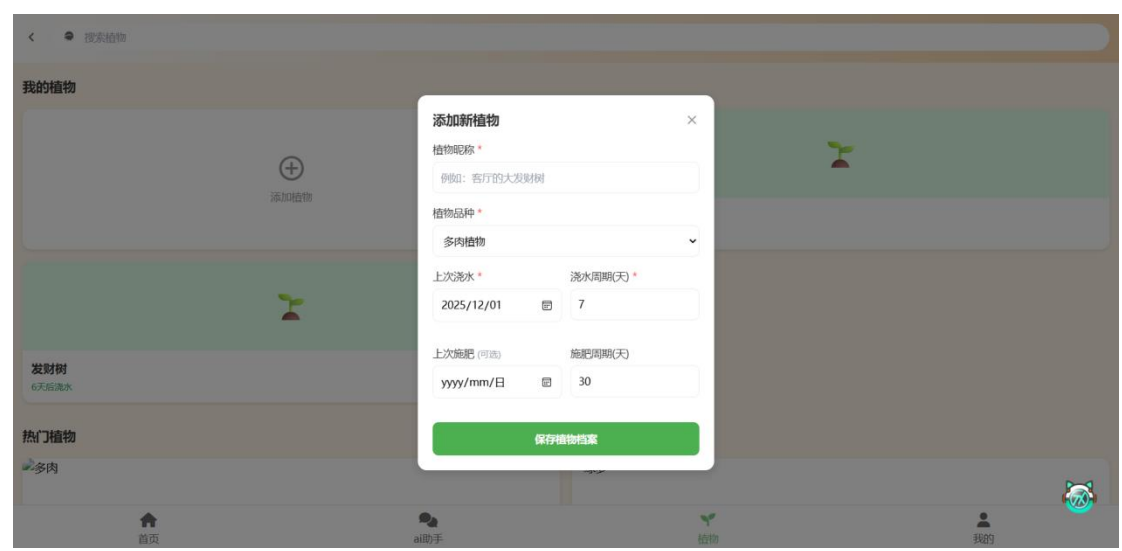 搜索植物
我的植物
添加植物
添加新植物
植物昵称 *
例如：客厅的大发财树
植物品种 *
多肉植物
上次浇水 *
浇水周期(天) *
2025/12/01
7
上次施肥 (可选)
施肥周期(天)
yyyy/mm/日
30
保存植物档案
发财树
6天后浇水
热门植物
多肉
首页
ai助手
植物
我的